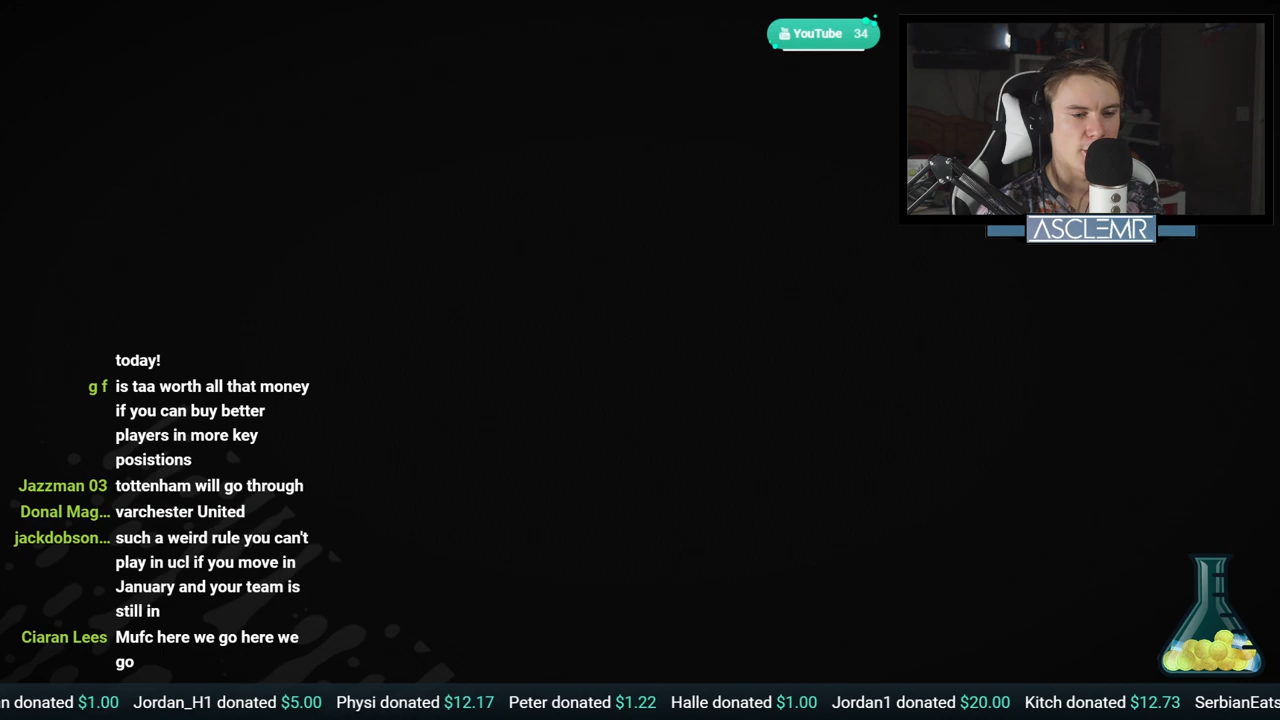 YouTube 34
ASCLEMR
today!
g f is taa worth all that money
if you can buy better
players in more key
posistions
Jazzman 03 tottenham will go through
Donal Mag... varchester United
jackdobson... such a weird rule you can't
play in ucl if you move in
January and your team is
still in
Ciaran Lees Mufc here we go here we
go
n donated $1.00 Jordan_H1 donated $5.00 Physi donated $12.17 Peter donated $1.22 Halle donated $1.00 Jordan1 donated $20.00 Kitch donated $12.73 SerbianEats